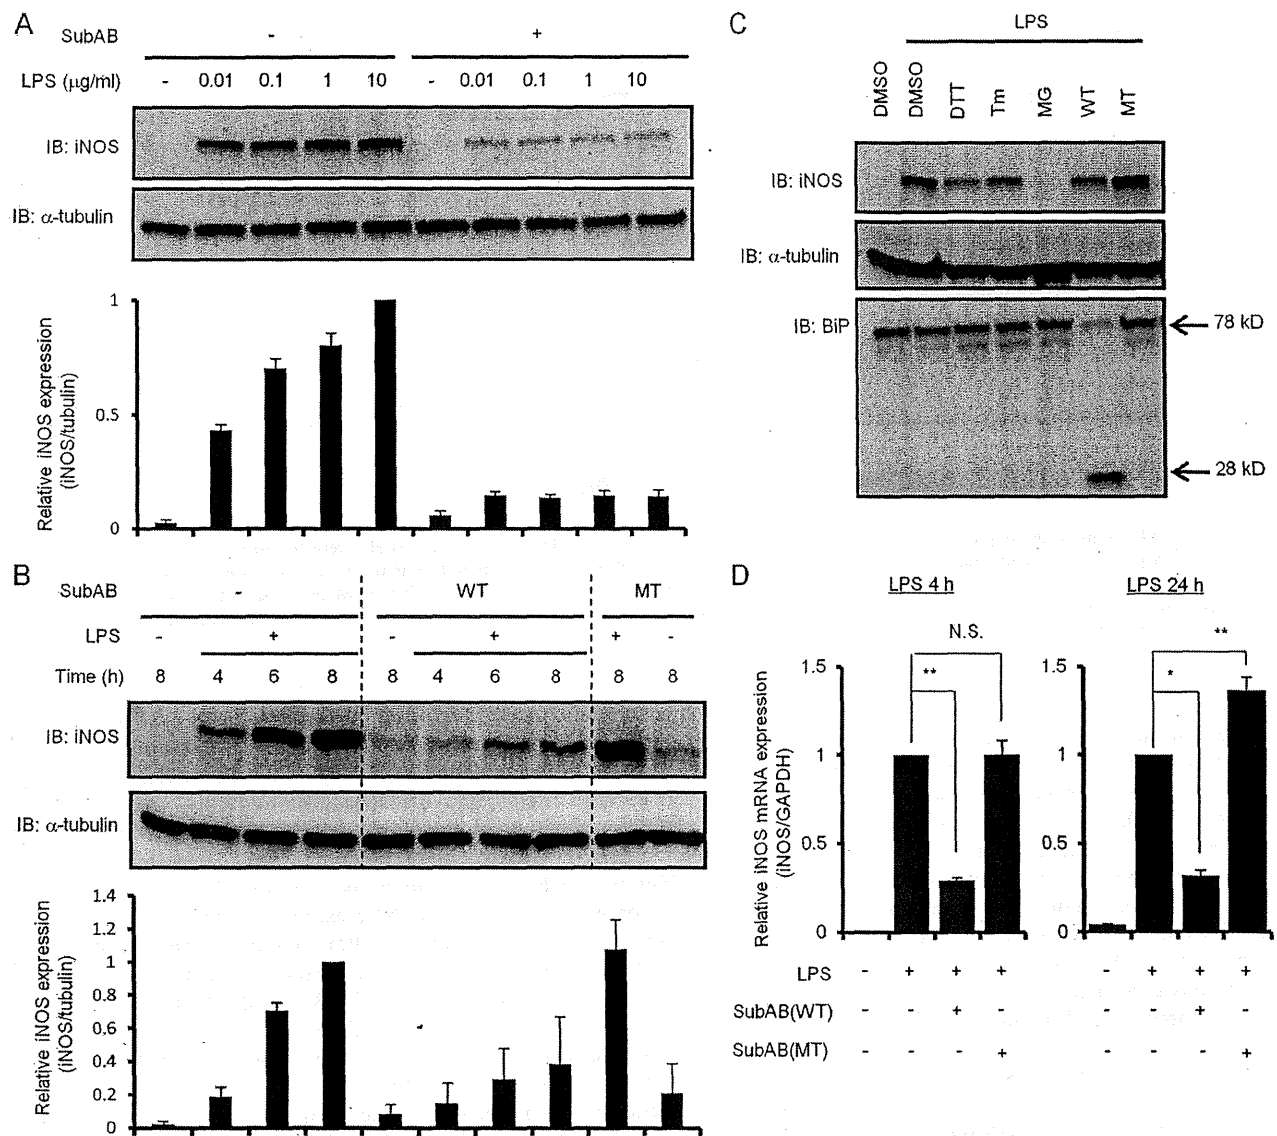 A
SubAB - +
LPS (µg/ml) - 0.01 0.1 1 10 - 0.01 0.1 1 10
IB: iNOS
IB: α-tubulin
Relative iNOS expression
(iNOS/tubulin)
1
0.5
0
B
SubAB - WT MT
LPS - + - + + -
Time (h) 8 4 6 8 8 4 6 8 8 8
IB: iNOS
IB: α-tubulin
Relative iNOS expression
(iNOS/tubulin)
1.4
1.2
1
0.8
0.6
0.4
0.2
0
C
LPS
DMSO DMSO DTT Tm MG WT MT
IB: iNOS
IB: α-tubulin
IB: BiP
78 kD
28 kD
D
LPS 4 h
LPS 24 h
N.S.
**
**
*
Relative iNOS mRNA expression
(iNOS/GAPDH)
1.5
1
0.5
0
1.5
1
0.5
0
LPS - + + + - + + +
SubAB(WT) - - + - - - + -
SubAB(MT) - - - + - - - +